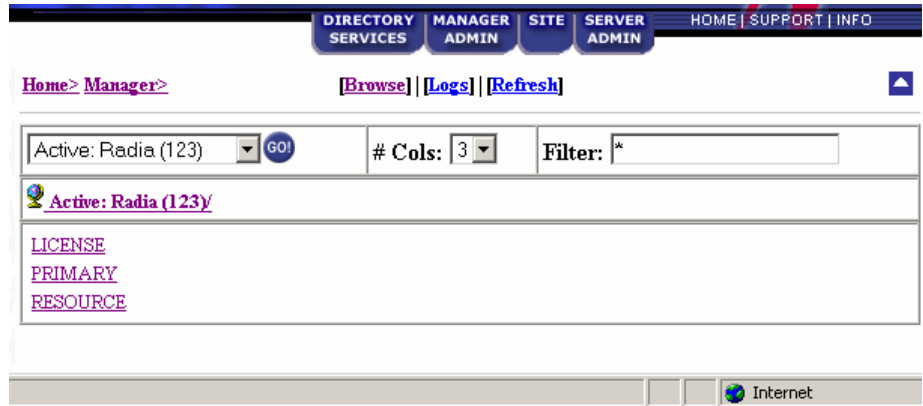 DIRECTORY SERVICES MANAGER ADMIN SITE SERVER ADMIN HOME | SUPPORT | INFO
Home> Manager> [Browse] | [Logs] | [Refresh]
Active: Radia (123) GO! # Cols: 3 Filter: *
Active: Radia (123)/
LICENSE
PRIMARY
RESOURCE
Internet